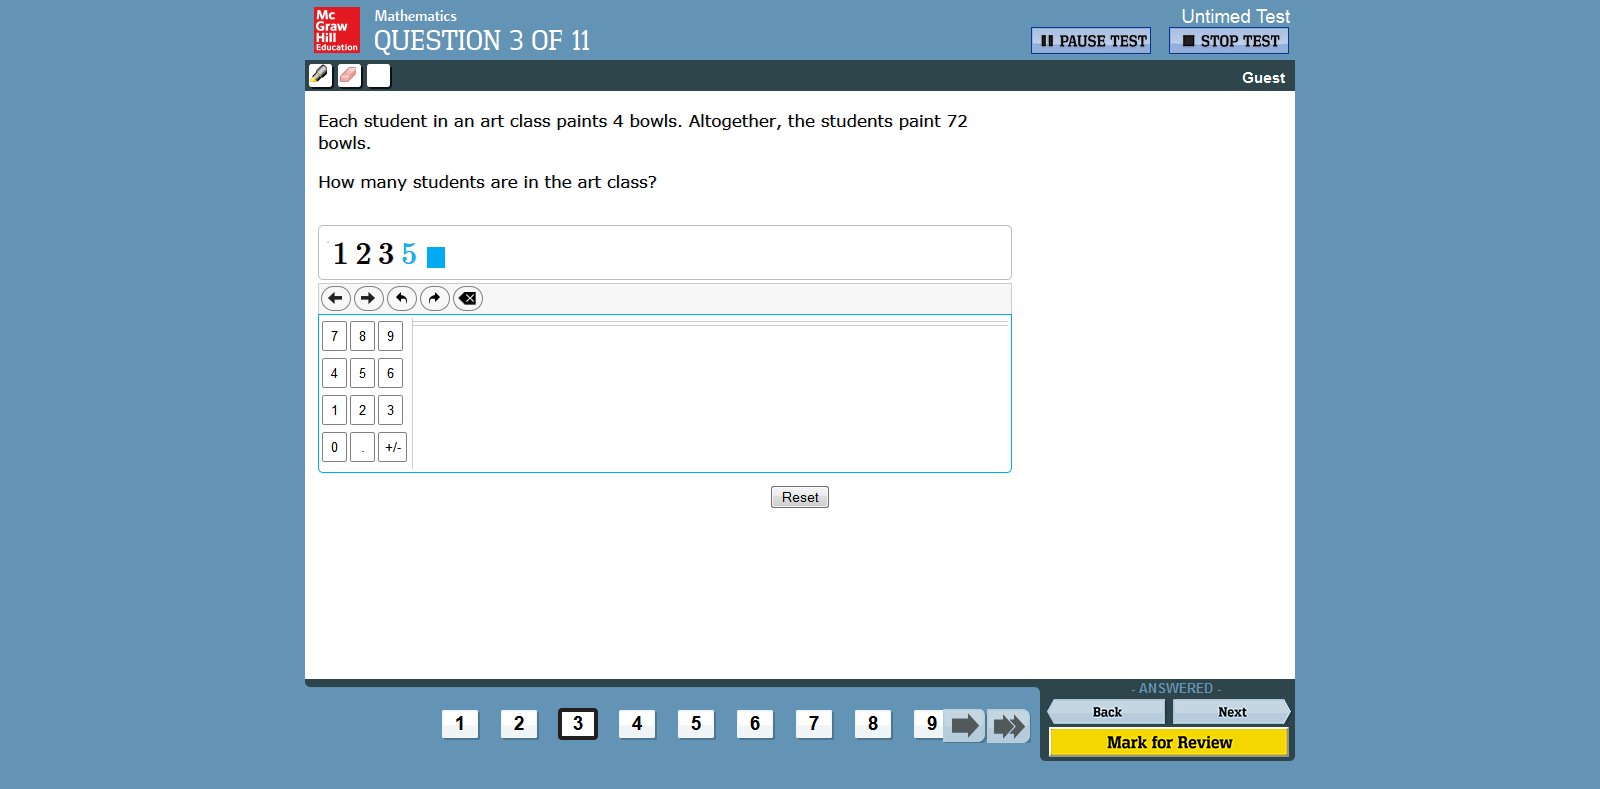 Mc
Graw
Hill
Education
Mathematics
QUESTION 3 OF 11
Untimed Test
PAUSE TEST
STOP TEST
Guest
Each student in an art class paints 4 bowls. Altogether, the students paint 72
bowls.
How many students are in the art class?
1 2 3 5
7 8 9
4 5 6
1 2 3
0 . +/-
Reset
- ANSWERED -
1 2 3 4 5 6 7 8 9
Back
Next
Mark for Review